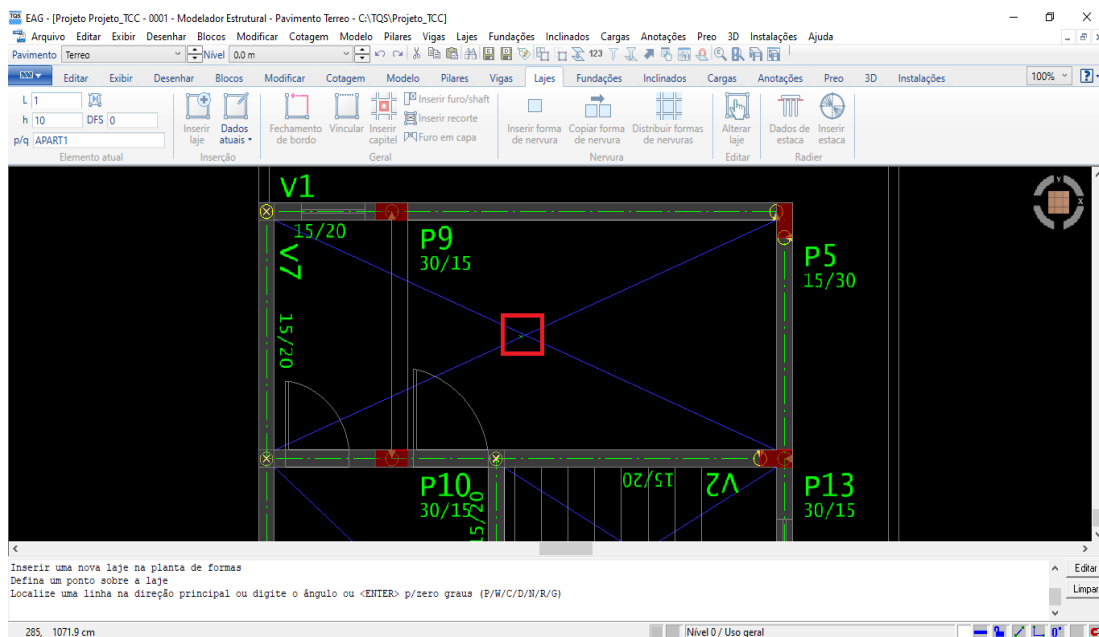 TQS EAG - [Projeto Projeto_TCC - 0001 - Modelador Estrutural - Pavimento Terreo - C:\TQS\Projeto_TCC]
Arquivo Editar Exibir Desenhar Blocos Modificar Cotagem Modelo Pilares Vigas Lajes Fundações Inclinados Cargas Anotações Preo 3D Instalações Ajuda
Pavimento Terreo Nível 0.0 m 123
Editar Exibir Desenhar Blocos Modificar Cotagem Modelo Pilares Vigas Lajes Fundações Inclinados Cargas Anotações Preo 3D Instalações 100% ?
L 1
h 10 DFS 0
p/q APART1
Elemento atual
Inserir laje
Dados atuais
Inserção
Fechamento de bordo
Vincular
Inserir capitel
Inserir furo/shaft
Inserir recorte
Furo em capa
Geral
Inserir forma de nervura
Copiar forma de nervura
Distribuir formas de nervuras
Nervura
Alterar laje
Editar
Dados de estaca
Inserir estaca
Radier
V1
15/20
P9
30/15
V7
15/20
P5
15/30
Y
X
P10
30/15
15/20
15/20
V2
P13
30/15
Inserir uma nova laje na planta de formas
Defina um ponto sobre a laje
Localize uma linha na direção principal ou digite o ângulo ou <ENTER> p/zero graus (P/W/C/D/N/R/G)
Editar
Limpar
285, 1071.9 cm
Nível 0 / Uso geral
0°